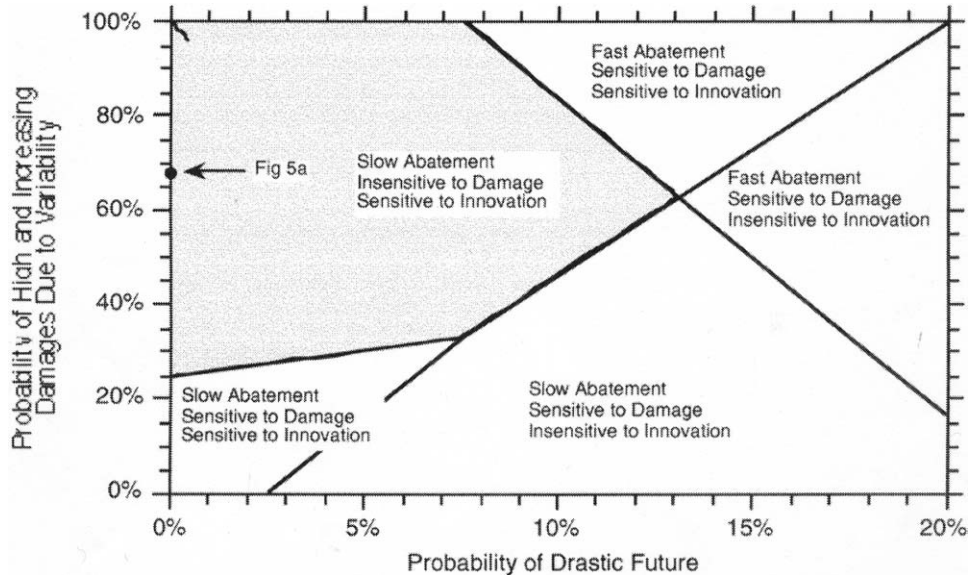 100%
80%
60%
40%
20%
0%
Probability of High and Increasing
Damages Due to Variability
Fig 5a
Slow Abatement
Insensitive to Damage
Sensitive to Innovation
Fast Abatement
Sensitive to Damage
Sensitive to Innovation
Fast Abatement
Sensitive to Damage
Insensitive to Innovation
Slow Abatement
Sensitive to Damage
Sensitive to Innovation
Slow Abatement
Sensitive to Damage
Insensitive to Innovation
0%
5%
10%
15%
20%
Probability of Drastic Future